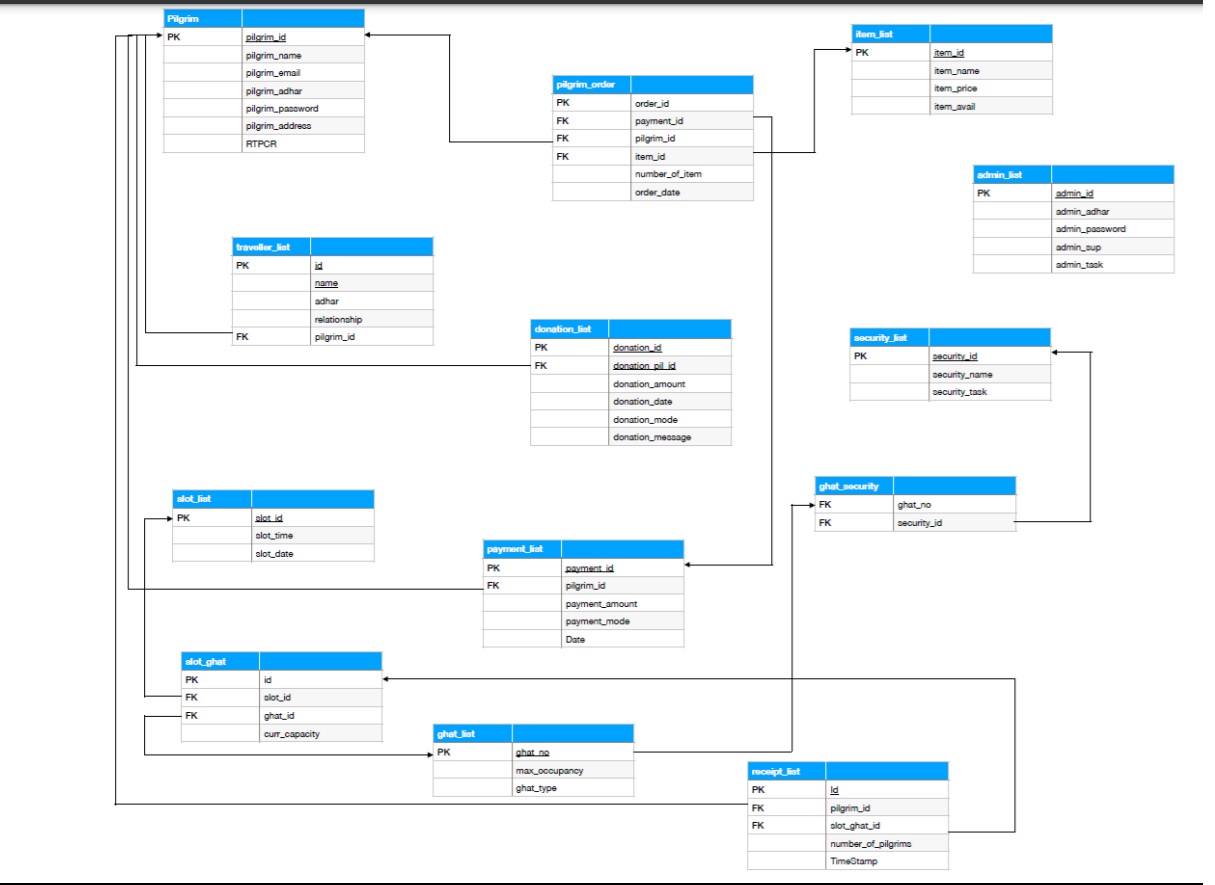 Pilgrim
PK pilgrim_id
pilgrim_name
pilgrim_email
pilgrim_adhar
pilgrim_password
pilgrim_address
RTPCR
item_list
PK item_id
item_name
item_price
item_avail
pilgrim_order
PK order_id
FK payment_id
FK pilgrim_id
FK item_id
number_of_item
order_date
admin_list
PK admin_id
admin_adhar
admin_password
admin_sup
admin_task
traveller_list
PK id
name
adhar
relationship
FK pilgrim_id
donation_list
PK donation_id
FK donation_pil_id
donation_amount
donation_date
donation_mode
donation_message
security_list
PK security_id
security_name
security_task
slot_list
PK slot_id
slot_time
slot_date
ghat_security
FK ghat_no
FK security_id
payment_list
PK payment_id
FK pilgrim_id
payment_amount
payment_mode
Date
slot_ghat
PK id
FK slot_id
FK ghat_id
curr_capacity
ghat_list
PK ghat_no
max_occupancy
ghat_type
receipt_list
PK Id
FK pilgrim_id
FK slot_ghat_id
number_of_pilgrims
TimeStamp